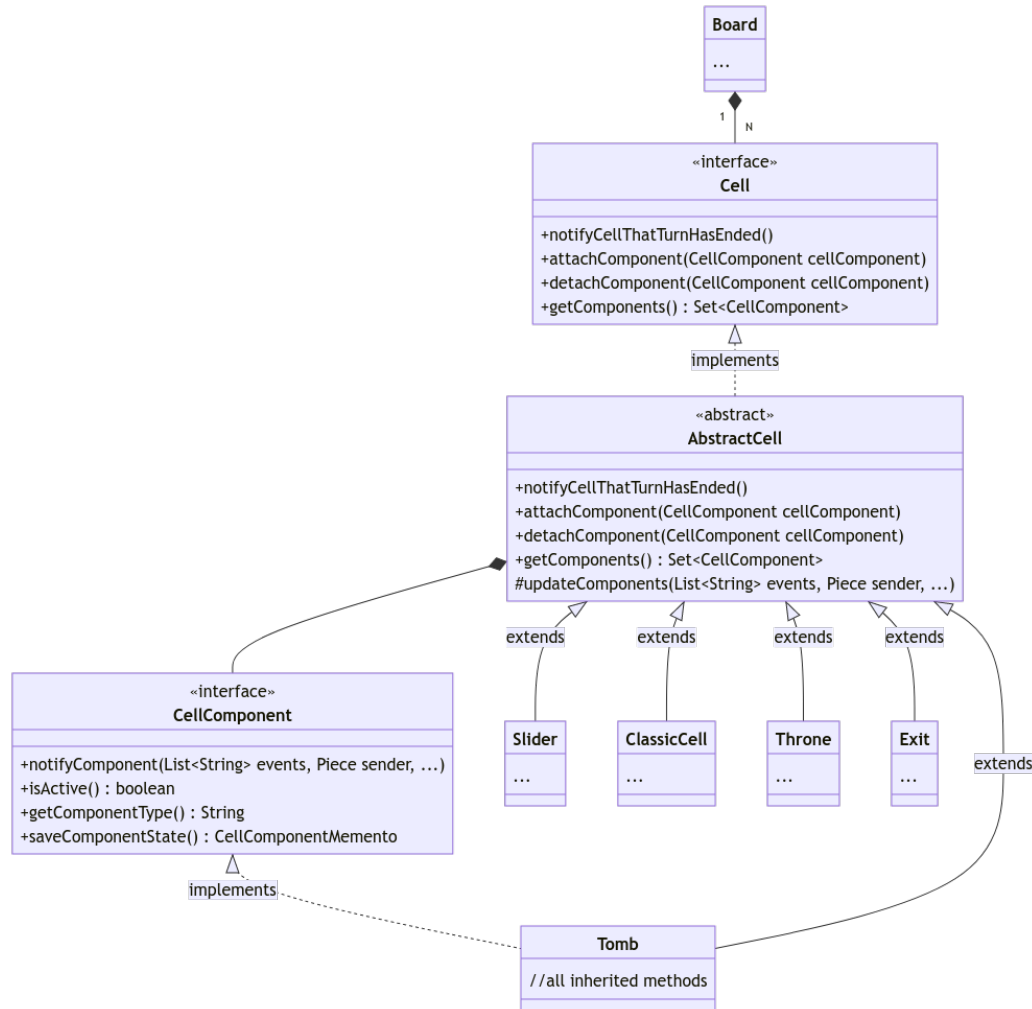 Board
...
1
N
«interface»
Cell
+notifyCellThatTurnHasEnded()
+attachComponent(CellComponent cellComponent)
+detachComponent(CellComponent cellComponent)
+getComponents() : Set<CellComponent>
implements
«abstract»
AbstractCell
+notifyCellThatTurnHasEnded()
+attachComponent(CellComponent cellComponent)
+detachComponent(CellComponent cellComponent)
+getComponents() : Set<CellComponent>
#updateComponents(List<String> events, Piece sender, ...)
extends
extends
extends
extends
«interface»
CellComponent
+notifyComponent(List<String> events, Piece sender, ...)
+isActive() : boolean
+getComponentType() : String
+saveComponentState() : CellComponentMemento
Slider
...
ClassicCell
...
Throne
...
Exit
...
extends
implements
Tomb
//all inherited methods